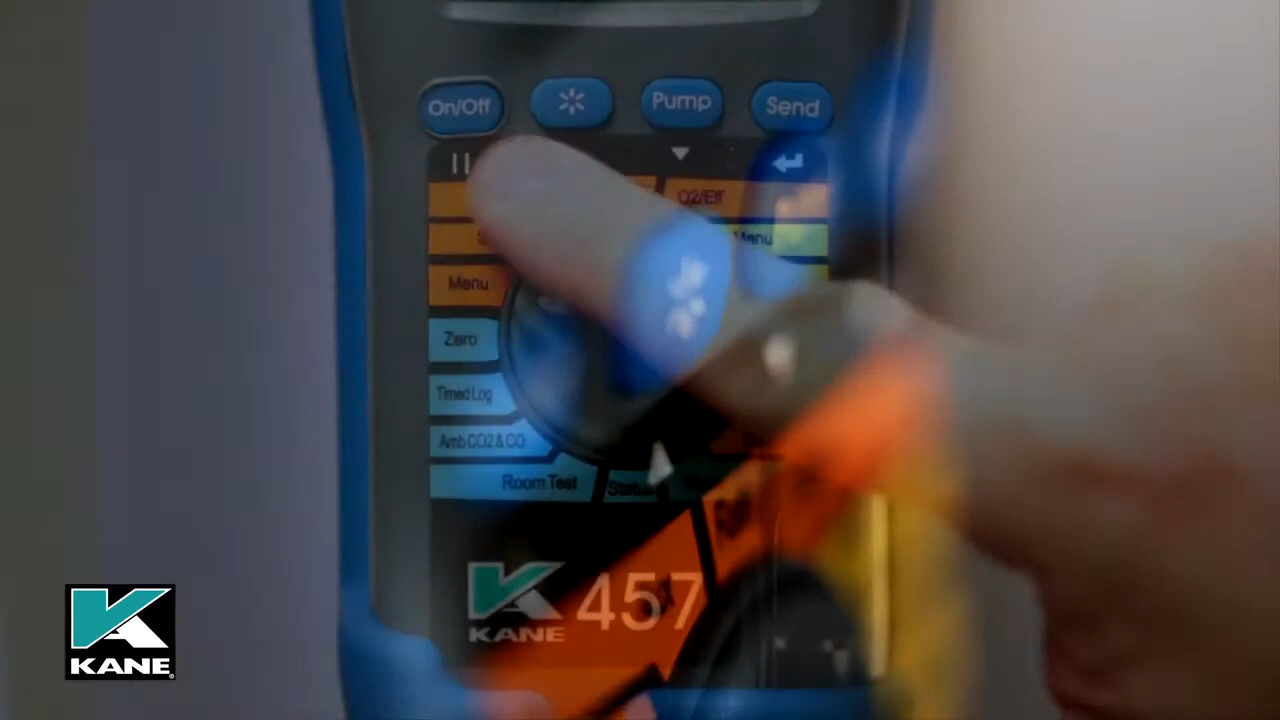 On/Off Pump Send
O2/Eff
Menu
Menu
Zero
Timed Log
Amb CO2 & CO
Room Test Status
KANE 457
KANE